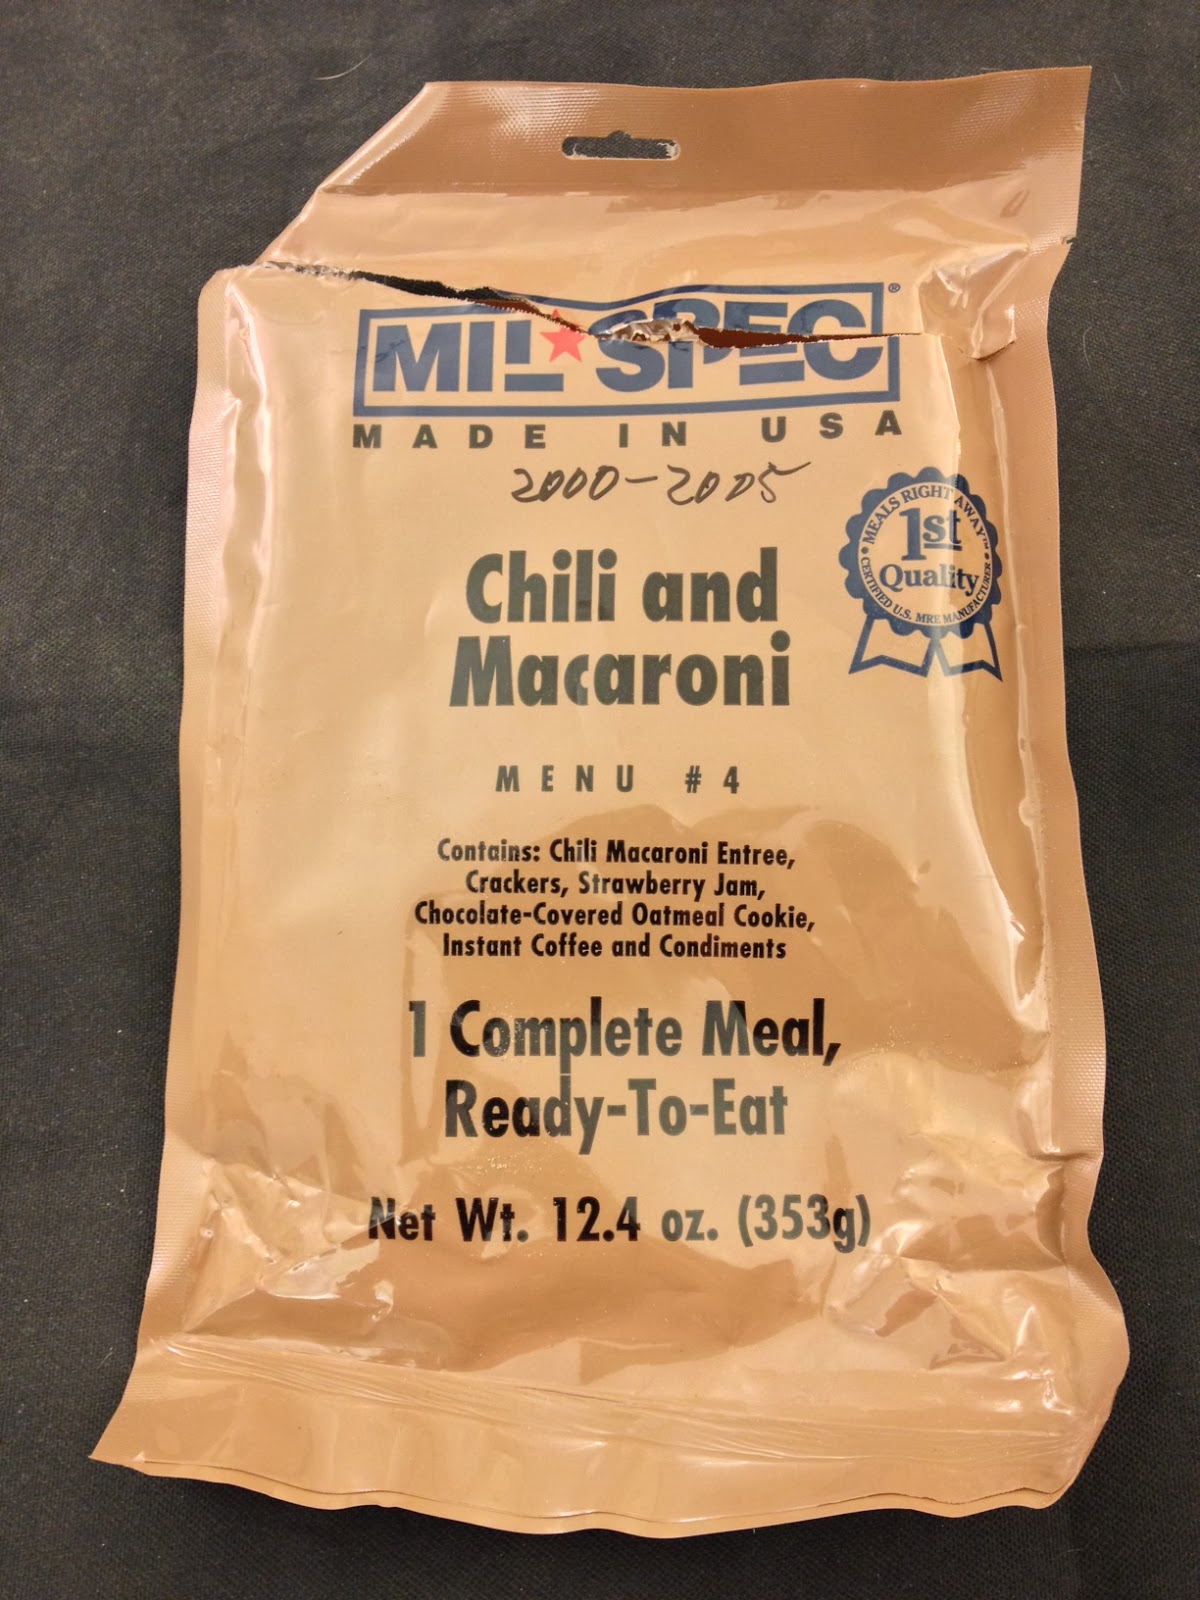 MIL★SPEC®
MADE IN USA
2000-2005
MEALS RIGHT AWAY™
1st
Quality
• CERTIFIED U.S. MRE MANUFACTURER •
Chili and
Macaroni
MENU #4
Contains: Chili Macaroni Entree,
Crackers, Strawberry Jam,
Chocolate-Covered Oatmeal Cookie,
Instant Coffee and Condiments
1 Complete Meal,
Ready-To-Eat
Net Wt. 12.4 oz. (353g)